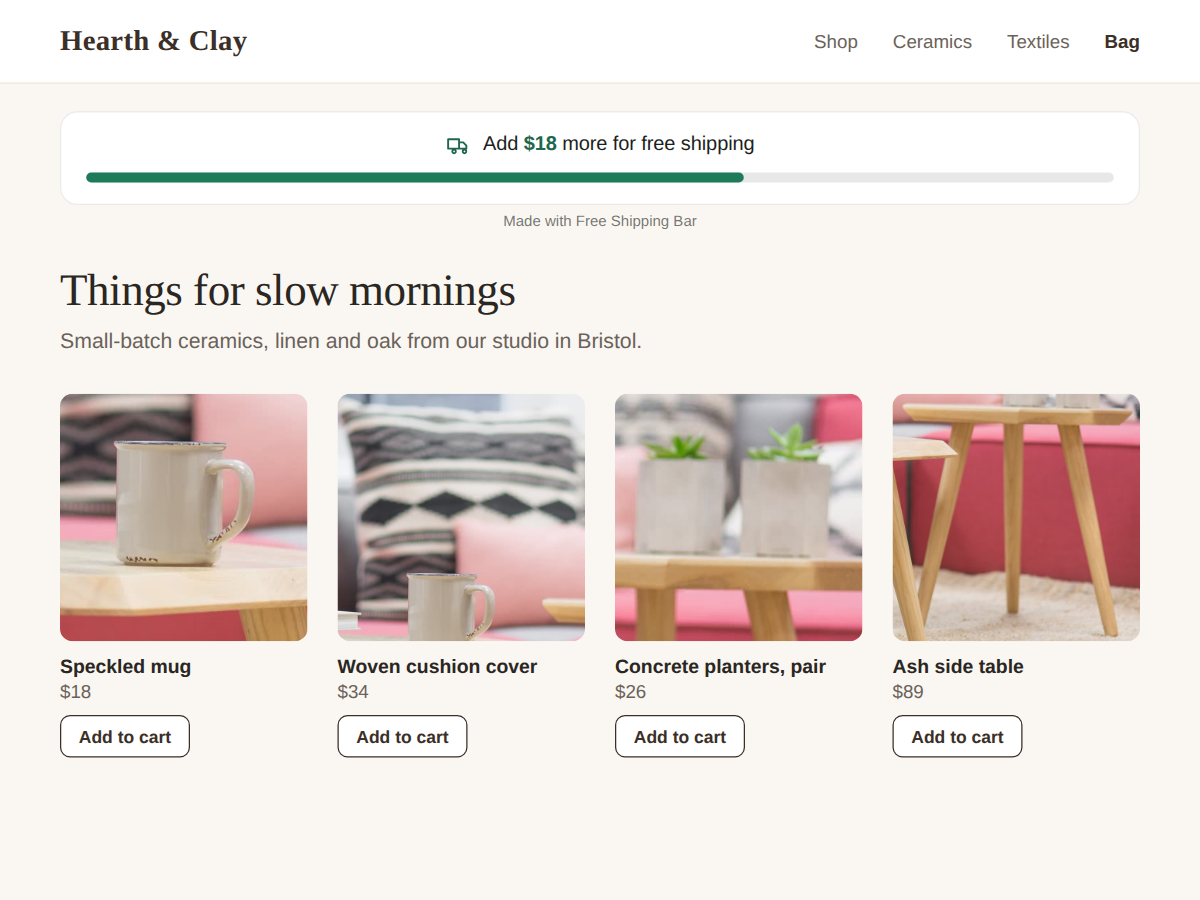 Hearth & Clay
Shop Ceramics Textiles Bag
Add $18 more for free shipping
Made with Free Shipping Bar
Things for slow mornings
Small-batch ceramics, linen and oak from our studio in Bristol.
Speckled mug
$18
Add to cart
Woven cushion cover
$34
Add to cart
Concrete planters, pair
$26
Add to cart
Ash side table
$89
Add to cart